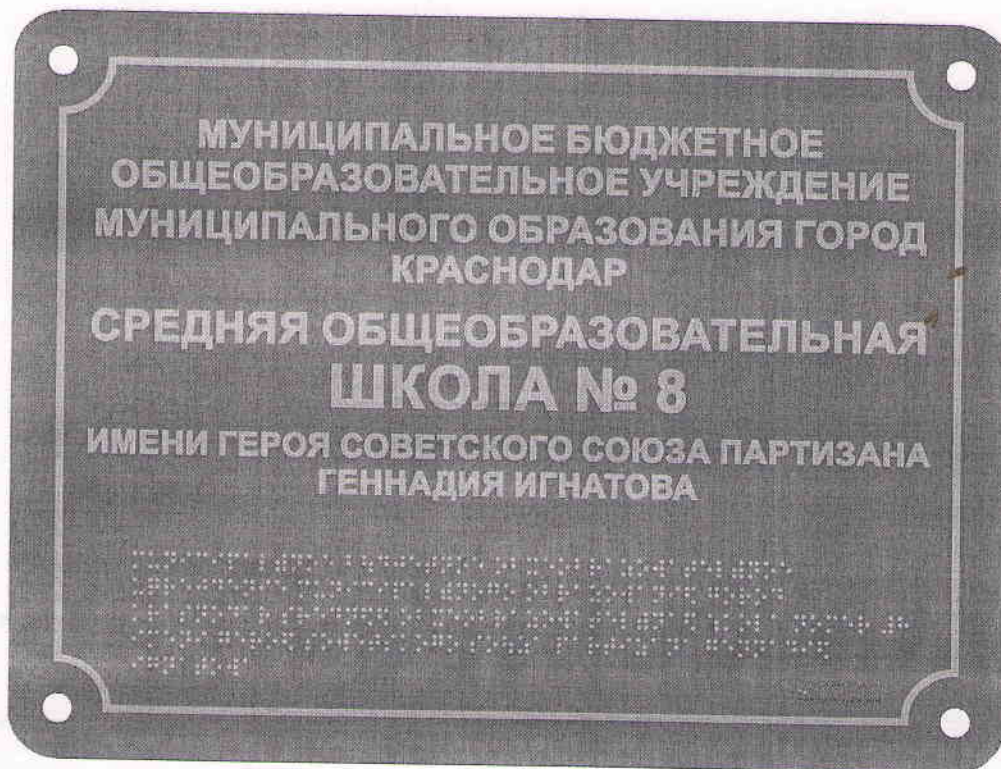 МУНИЦИПАЛЬНОЕ БЮДЖЕТНОЕ
ОБЩЕОБРАЗОВАТЕЛЬНОЕ УЧРЕЖДЕНИЕ
МУНИЦИПАЛЬНОГО ОБРАЗОВАНИЯ ГОРОД
КРАСНОДАР
СРЕДНЯЯ ОБЩЕОБРАЗОВАТЕЛЬНАЯ
ШКОЛА № 8
ИМЕНИ ГЕРОЯ СОВЕТСКОГО СОЮЗА ПАРТИЗАНА
ГЕННАДИЯ ИГНАТОВА